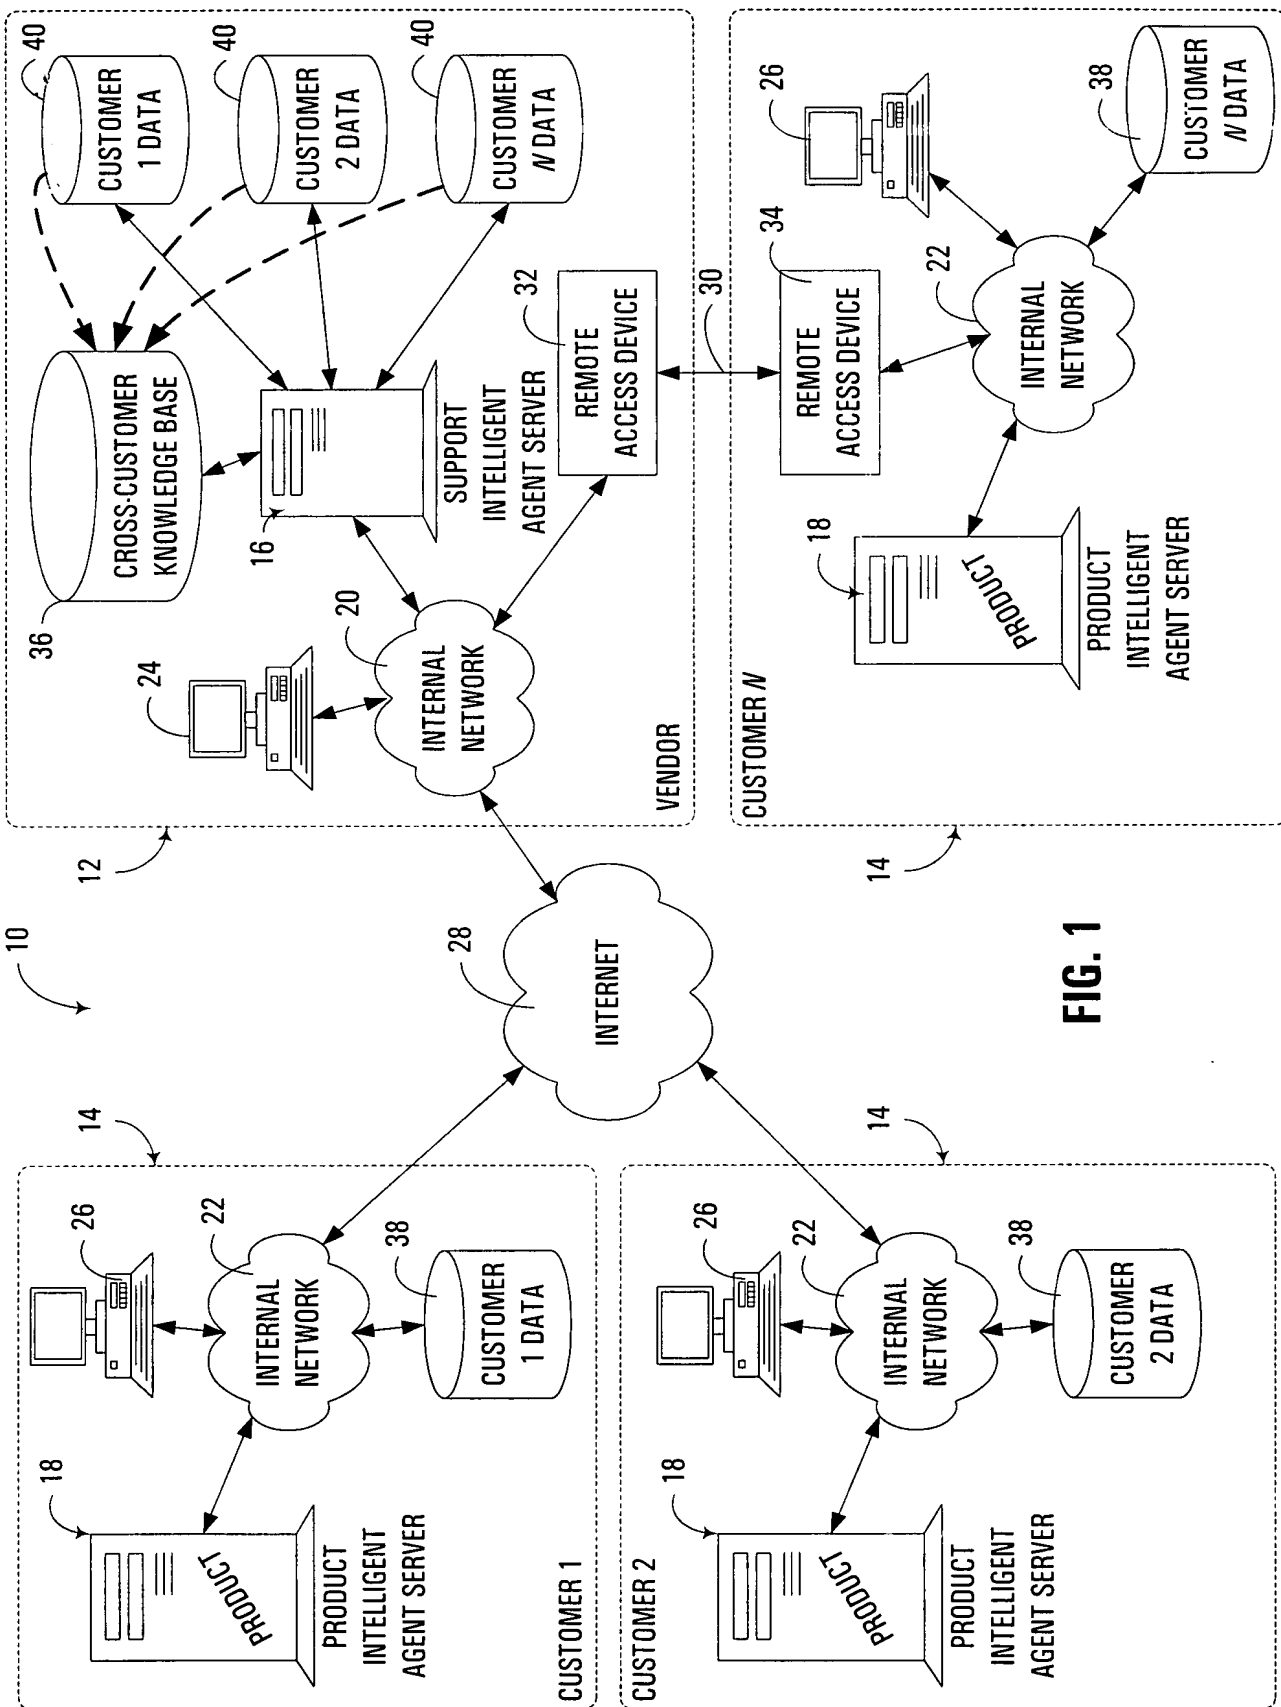 10
12
VENDOR
36
CROSS-CUSTOMER
KNOWLEDGE BASE
40
CUSTOMER
1 DATA
40
CUSTOMER
2 DATA
40
CUSTOMER
N DATA
16
SUPPORT
INTELLIGENT
AGENT SERVER
24
20
INTERNAL
NETWORK
32
REMOTE
ACCESS DEVICE
30
28
INTERNET
14
CUSTOMER 1
18
PRODUCT
PRODUCT
INTELLIGENT
AGENT SERVER
26
22
INTERNAL
NETWORK
38
CUSTOMER
1 DATA
14
CUSTOMER 2
18
PRODUCT
PRODUCT
INTELLIGENT
AGENT SERVER
26
22
INTERNAL
NETWORK
38
CUSTOMER
2 DATA
14
CUSTOMER N
34
REMOTE
ACCESS DEVICE
26
18
PRODUCT
PRODUCT
INTELLIGENT
AGENT SERVER
22
INTERNAL
NETWORK
38
CUSTOMER
N DATA
FIG. 1